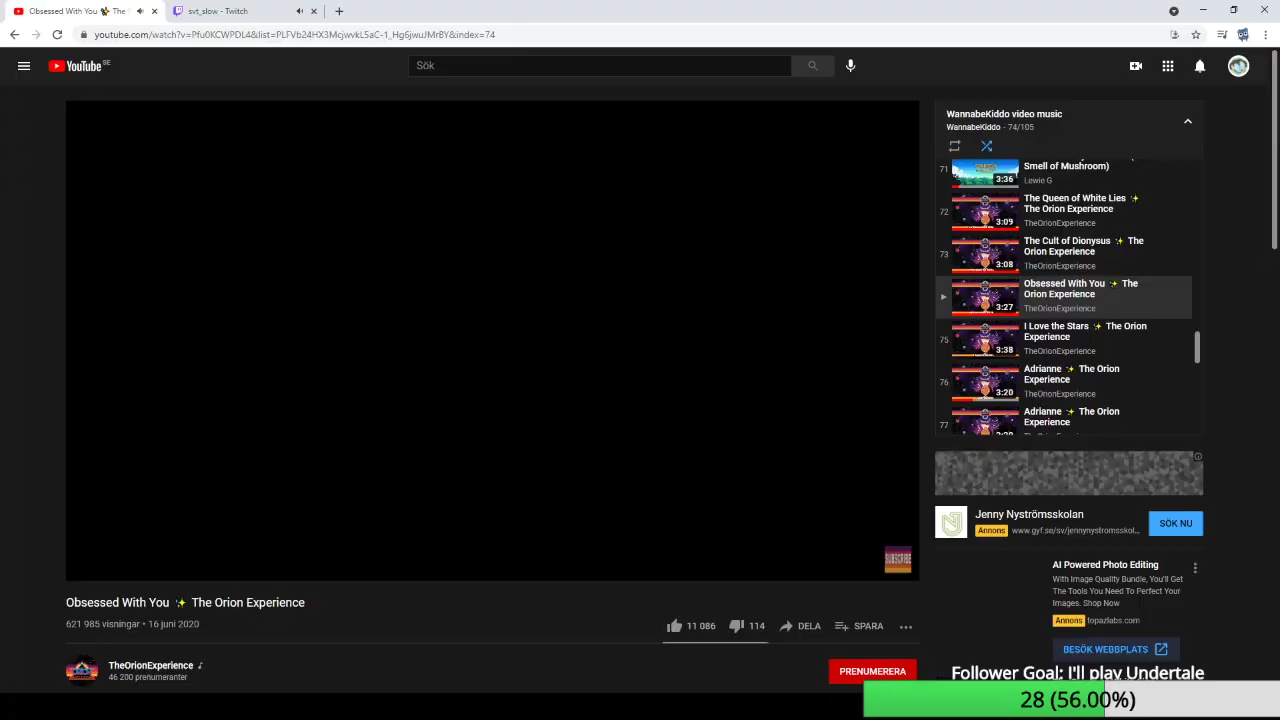 Obsessed With You ✨ The
svt_slow - Twitch
youtube.com/watch?v=Pfu0KCWPDL4&list=PLFVb24HX3McjwvkL5aC-1_Hg6jwuJMrBY&index=74
YouTube SE
Sök
WannabeKiddo video music
WannabeKiddo - 74/105
71
3:36
Smell of Mushroom)
Lewie G
72
3:09
The Queen of White Lies ✨
The Orion Experience
TheOrionExperience
73
3:08
The Cult of Dionysus ✨ The
Orion Experience
TheOrionExperience
3:27
Obsessed With You ✨ The
Orion Experience
TheOrionExperience
75
3:38
I Love the Stars ✨ The Orion
Experience
TheOrionExperience
76
3:20
Adrianne ✨ The Orion
Experience
TheOrionExperience
77
Adrianne ✨ The Orion
Experience
SUBSCRIBE
Jenny Nyströmsskolan
Annons www.gyf.se/sv/jennynystromsskol...
SÖK NU
AI Powered Photo Editing
With Image Quality Bundle, You'll Get
The Tools You Need To Perfect Your
Images. Shop Now
Annons topazlabs.com
BESÖK WEBBPLATS
Obsessed With You ✨ The Orion Experience
621 985 visningar • 16 juni 2020
11 086
114
DELA
SPARA
TheOrionExperience
46 200 prenumeranter
PRENUMERERA
Follower Goal: I'll play Undertale
28 (56.00%)